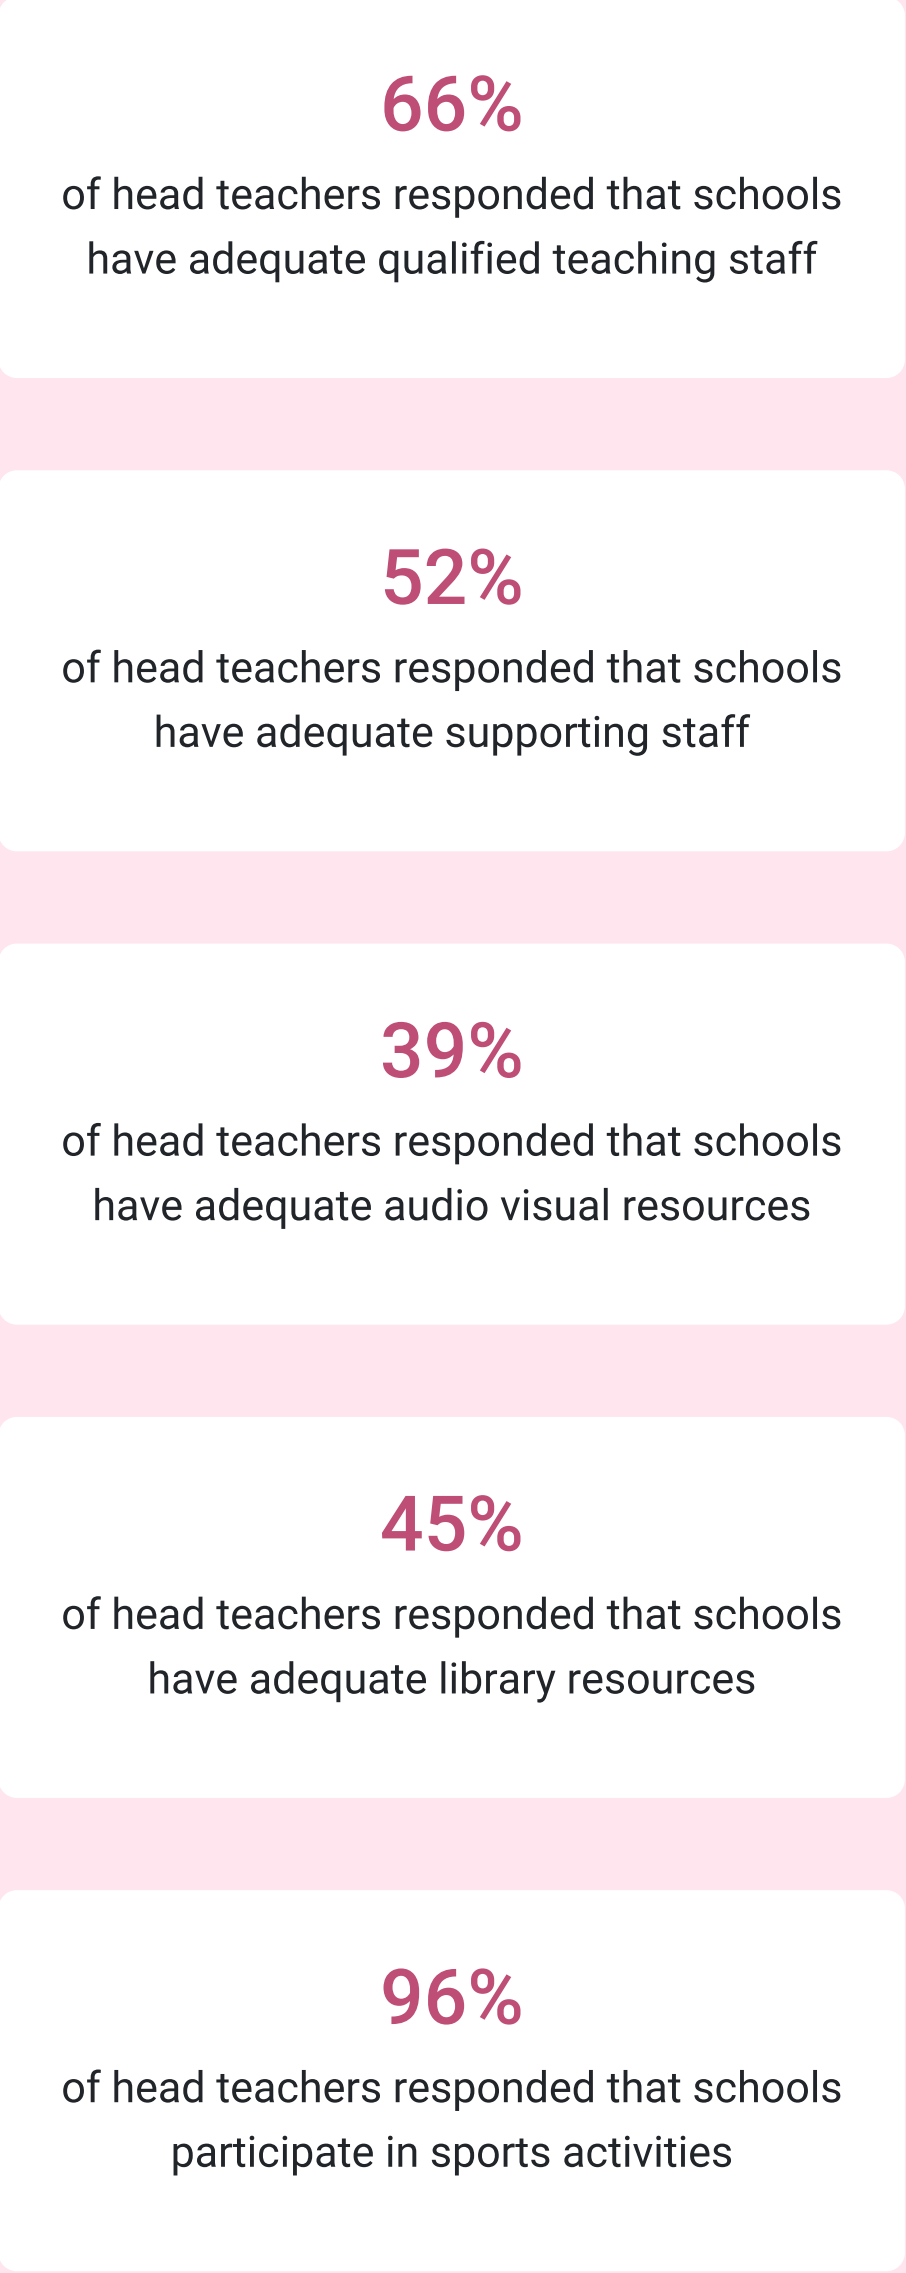 66%
of head teachers responded that schools
have adequate qualified teaching staff
52%
of head teachers responded that schools
have adequate supporting staff
39%
of head teachers responded that schools
have adequate audio visual resources
45%
of head teachers responded that schools
have adequate library resources
96%
of head teachers responded that schools
participate in sports activities